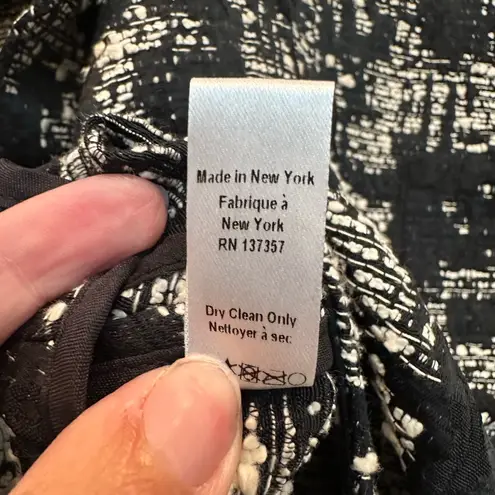 Made in New York
Fabrique à
New York
RN 137357
Dry Clean Only
Nettoyer à sec